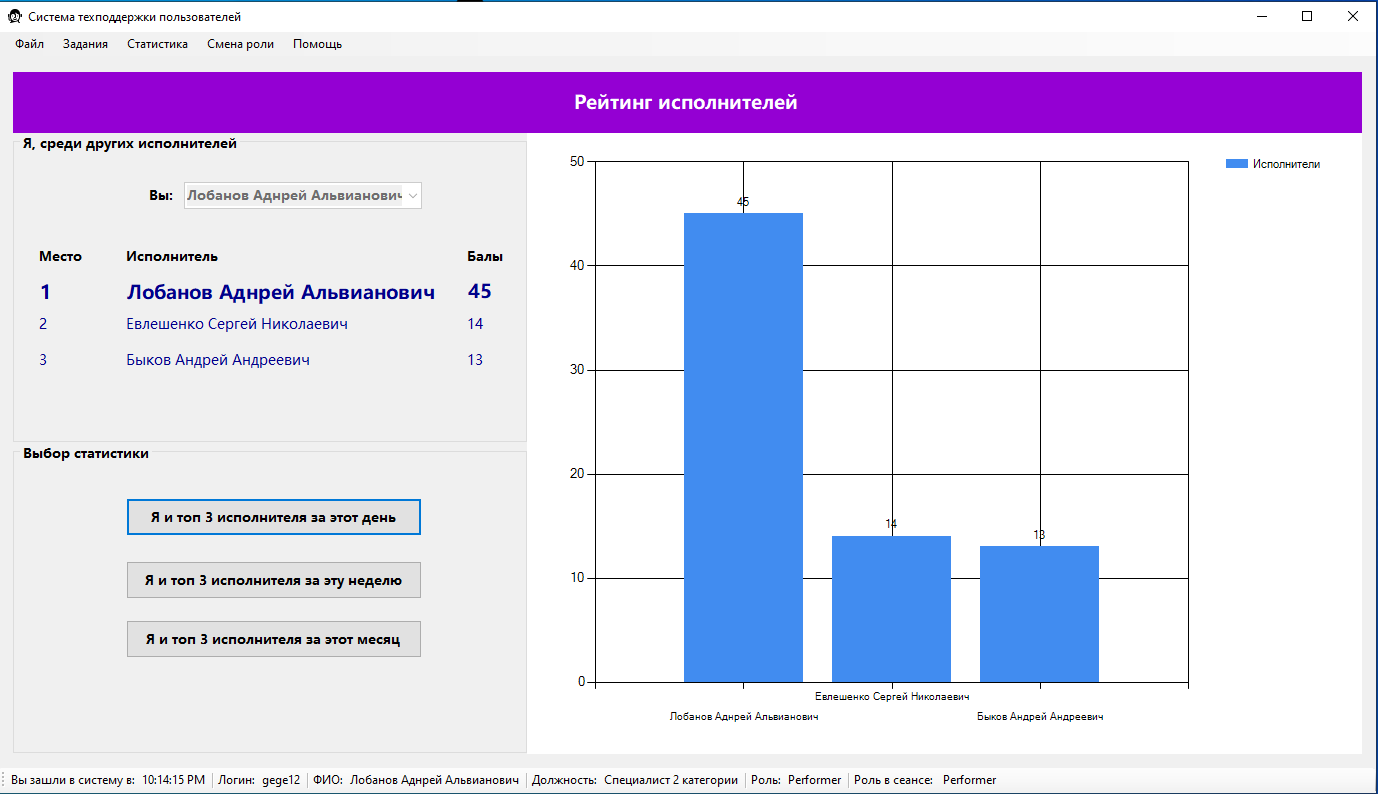 Система техподдержки пользователей
Файл Задания Статистика Смена роли Помощь
Рейтинг исполнителей
Я, среди других исполнителей
Вы: Лобанов Аднрей Альвианович
Место Исполнитель Балы
1 Лобанов Аднрей Альвианович 45
2 Евлешенко Сергей Николаевич 14
3 Быков Андрей Андреевич 13
Выбор статистики
Я и топ 3 исполнителя за этот день
Я и топ 3 исполнителя за эту неделю
Я и топ 3 исполнителя за этот месяц
Исполнители
50
40
30
20
10
0
45
14
13
Евлешенко Сергей Николаевич
Лобанов Аднрей Альвианович Быков Андрей Андреевич
Вы зашли в систему в: 10:14:15 PM Логин: gege12 ФИО: Лобанов Аднрей Альвианович Должность: Специалист 2 категории Роль: Performer Роль в сеансе: Performer